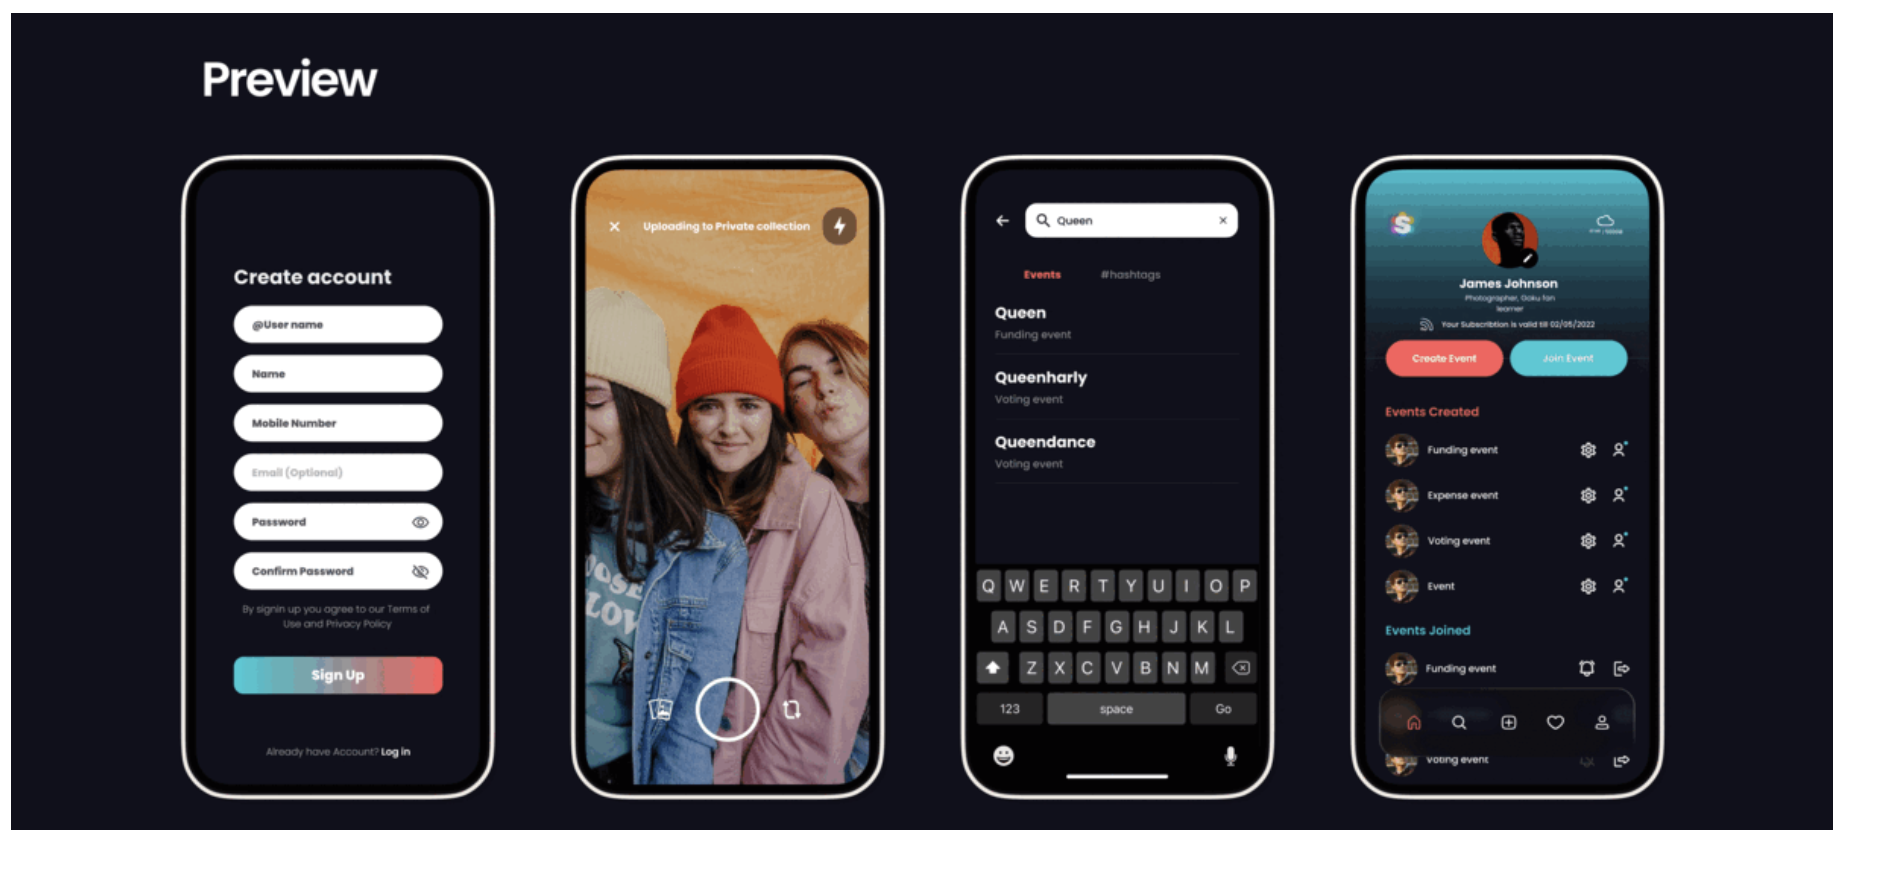 Preview
Create account
@User name
Name
Mobile Number
Email (Optional)
Password
Confirm Password
By signin up you agree to our Terms of
Use and Privacy Policy
Sign Up
Already have Account? Log in
Uploading to Private collection
Queen
Events #hashtags
Queen
Funding event
Queenharly
Voting event
Queendance
Voting event
Q W E R T Y U I O P
A S D F G H J K L
Z X C V B N M
123 space Go
S
James Johnson
Photographer, Goku fan
learner
Your Subscribtion is valid till 02/05/2022
Create Event Join Event
Events Created
Funding event
Expense event
Voting event
Event
Events Joined
Funding event
Voting event